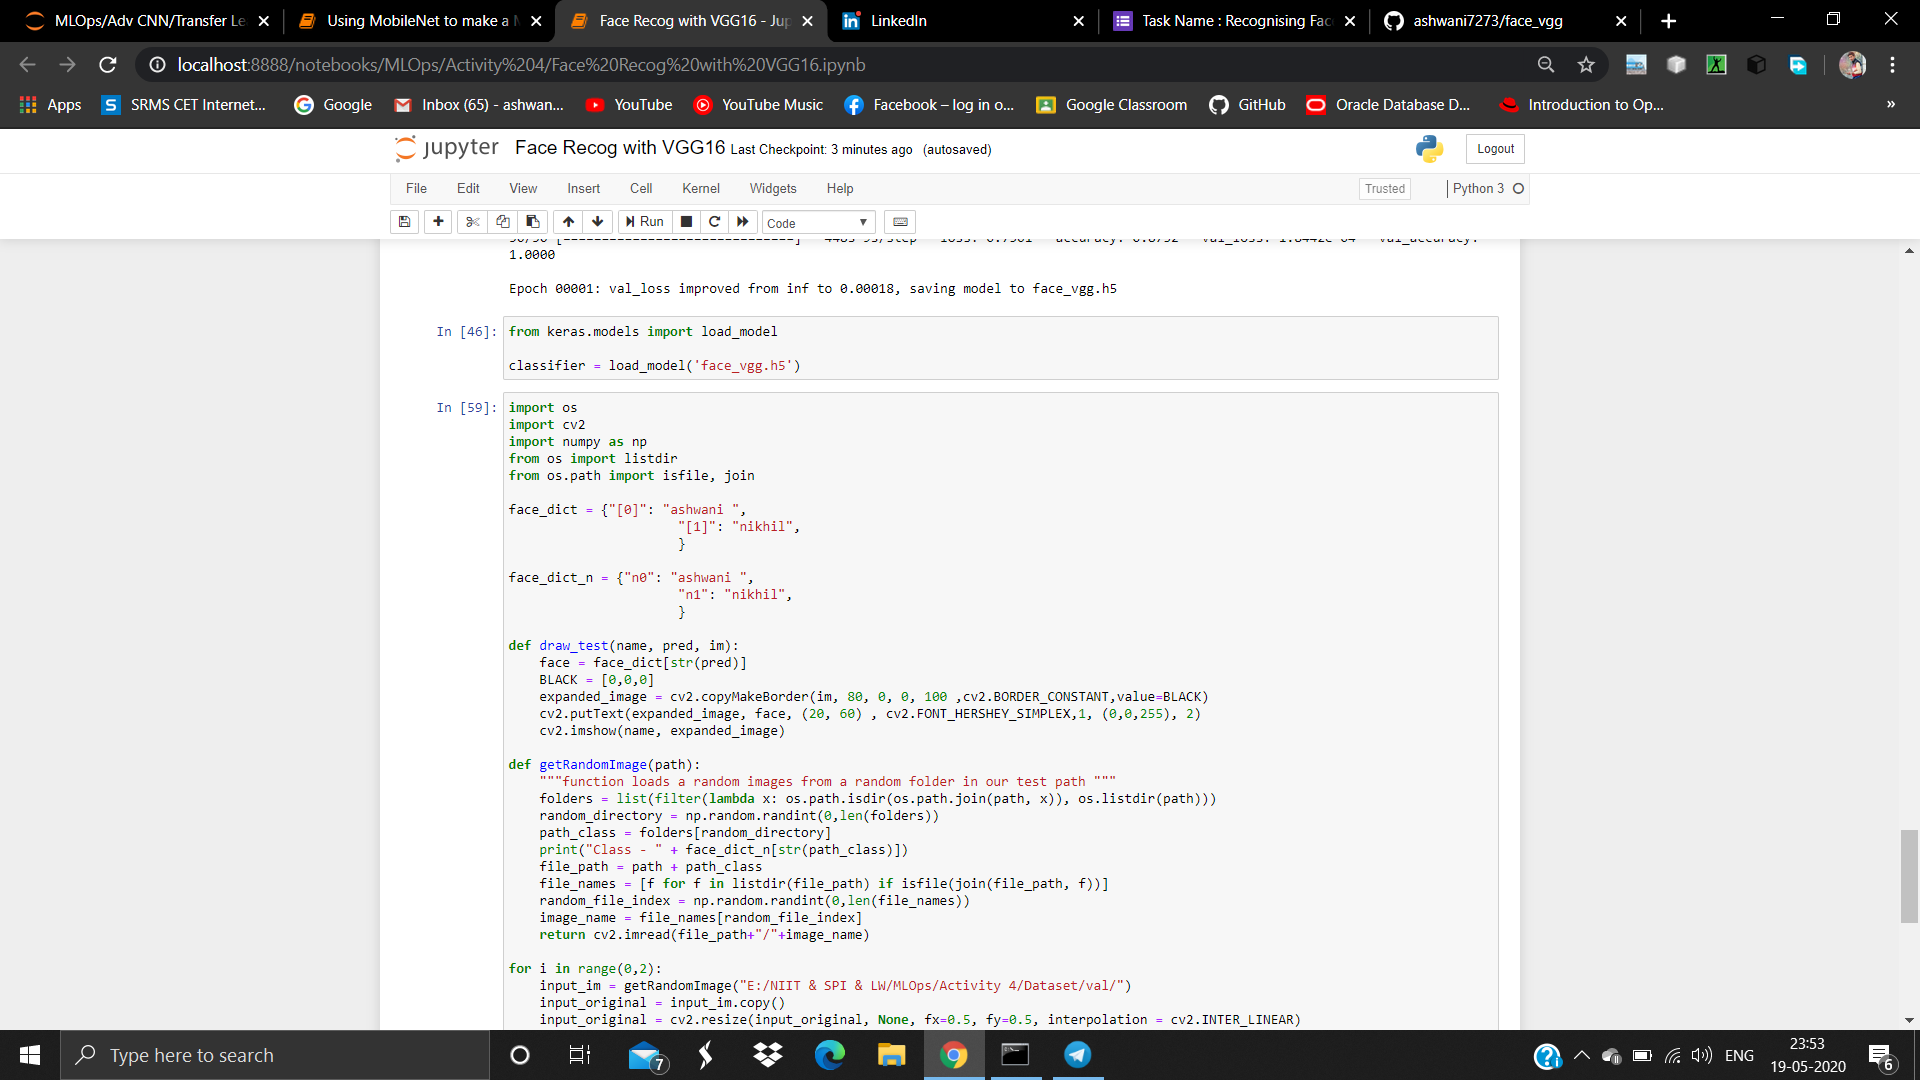 MLOps/Adv CNN/Transfer Le
Using MobileNet to make a M
Face Recog with VGG16 - Jup
LinkedIn
Task Name : Recognising Fac
ashwani7273/face_vgg
localhost:8888/notebooks/MLOps/Activity%204/Face%20Recog%20with%20VGG16.ipynb
Apps
SRMS CET Internet...
Google
Inbox (65) - ashwan...
YouTube
YouTube Music
Facebook – log in o...
Google Classroom
GitHub
Oracle Database D...
Introduction to Op...
»
jupyter Face Recog with VGG16 Last Checkpoint: 3 minutes ago (autosaved)
Logout
File Edit View Insert Cell Kernel Widgets Help
Trusted
Python 3
Run
Code
1.0000
Epoch 00001: val_loss improved from inf to 0.00018, saving model to face_vgg.h5
In [46]: from keras.models import load_model
classifier = load_model('face_vgg.h5')
In [59]: import os
import cv2
import numpy as np
from os import listdir
from os.path import isfile, join
face_dict = {"[0]": "ashwani ",
"[1]": "nikhil",
}
face_dict_n = {"n0": "ashwani ",
"n1": "nikhil",
}
def draw_test(name, pred, im):
face = face_dict[str(pred)]
BLACK = [0,0,0]
expanded_image = cv2.copyMakeBorder(im, 80, 0, 0, 100 ,cv2.BORDER_CONSTANT,value=BLACK)
cv2.putText(expanded_image, face, (20, 60) , cv2.FONT_HERSHEY_SIMPLEX,1, (0,0,255), 2)
cv2.imshow(name, expanded_image)
def getRandomImage(path):
"""function loads a random images from a random folder in our test path """
folders = list(filter(lambda x: os.path.isdir(os.path.join(path, x)), os.listdir(path)))
random_directory = np.random.randint(0,len(folders))
path_class = folders[random_directory]
print("Class - " + face_dict_n[str(path_class)])
file_path = path + path_class
file_names = [f for f in listdir(file_path) if isfile(join(file_path, f))]
random_file_index = np.random.randint(0,len(file_names))
image_name = file_names[random_file_index]
return cv2.imread(file_path+"/"+image_name)
for i in range(0,2):
input_im = getRandomImage("E:/NIIT & SPI & LW/MLOps/Activity 4/Dataset/val/")
input_original = input_im.copy()
input_original = cv2.resize(input_original, None, fx=0.5, fy=0.5, interpolation = cv2.INTER_LINEAR)
Type here to search
7
ENG
23:53
19-05-2020
6